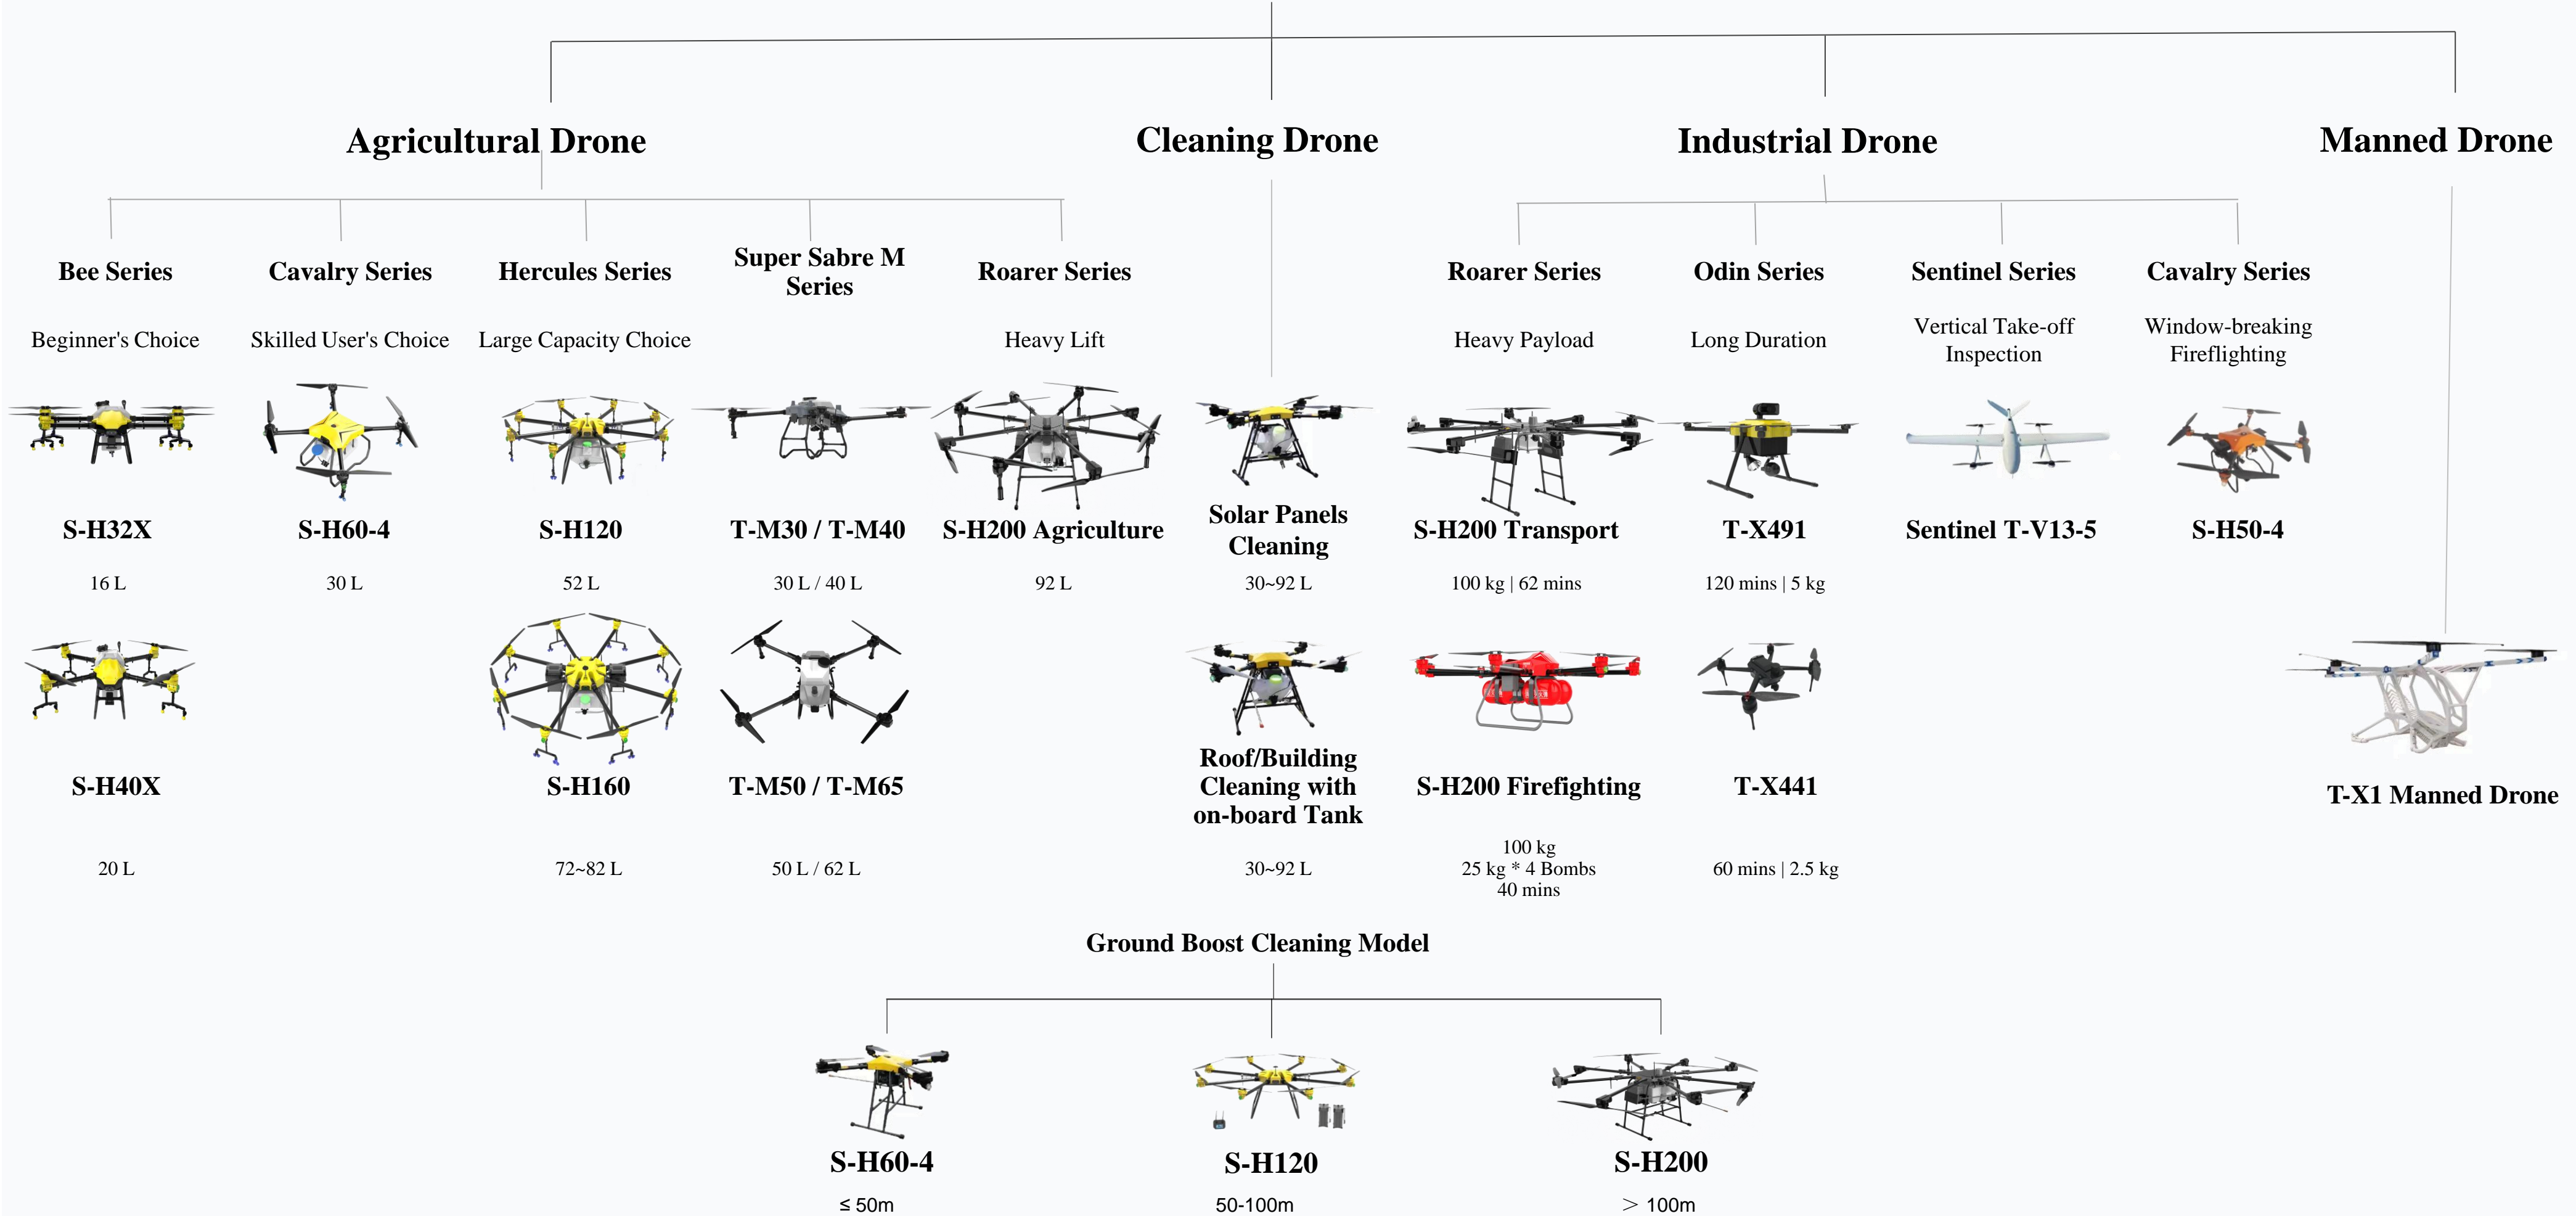 Agricultural Drone
Cleaning Drone
Industrial Drone
Manned Drone
Bee Series
Cavalry Series
Hercules Series
Super Sabre M
Series
Roarer Series
Roarer Series
Odin Series
Sentinel Series
Cavalry Series
Beginner's Choice
Skilled User's Choice
Large Capacity Choice
Heavy Lift
Heavy Payload
Long Duration
Vertical Take-off
Inspection
Window-breaking
Fireflighting
S-H32X
S-H60-4
S-H120
T-M30 / T-M40
S-H200 Agriculture
Solar Panels
Cleaning
S-H200 Transport
T-X491
Sentinel T-V13-5
S-H50-4
16 L
30 L
52 L
30 L / 40 L
92 L
30~92 L
100 kg | 62 mins
120 mins | 5 kg
S-H40X
S-H160
T-M50 / T-M65
Roof/Building
Cleaning with
on-board Tank
S-H200 Firefighting
T-X441
T-X1 Manned Drone
20 L
72~82 L
50 L / 62 L
30~92 L
100 kg
25 kg * 4 Bombs
40 mins
60 mins | 2.5 kg
Ground Boost Cleaning Model
S-H60-4
S-H120
S-H200
≤ 50m
50-100m
＞ 100m